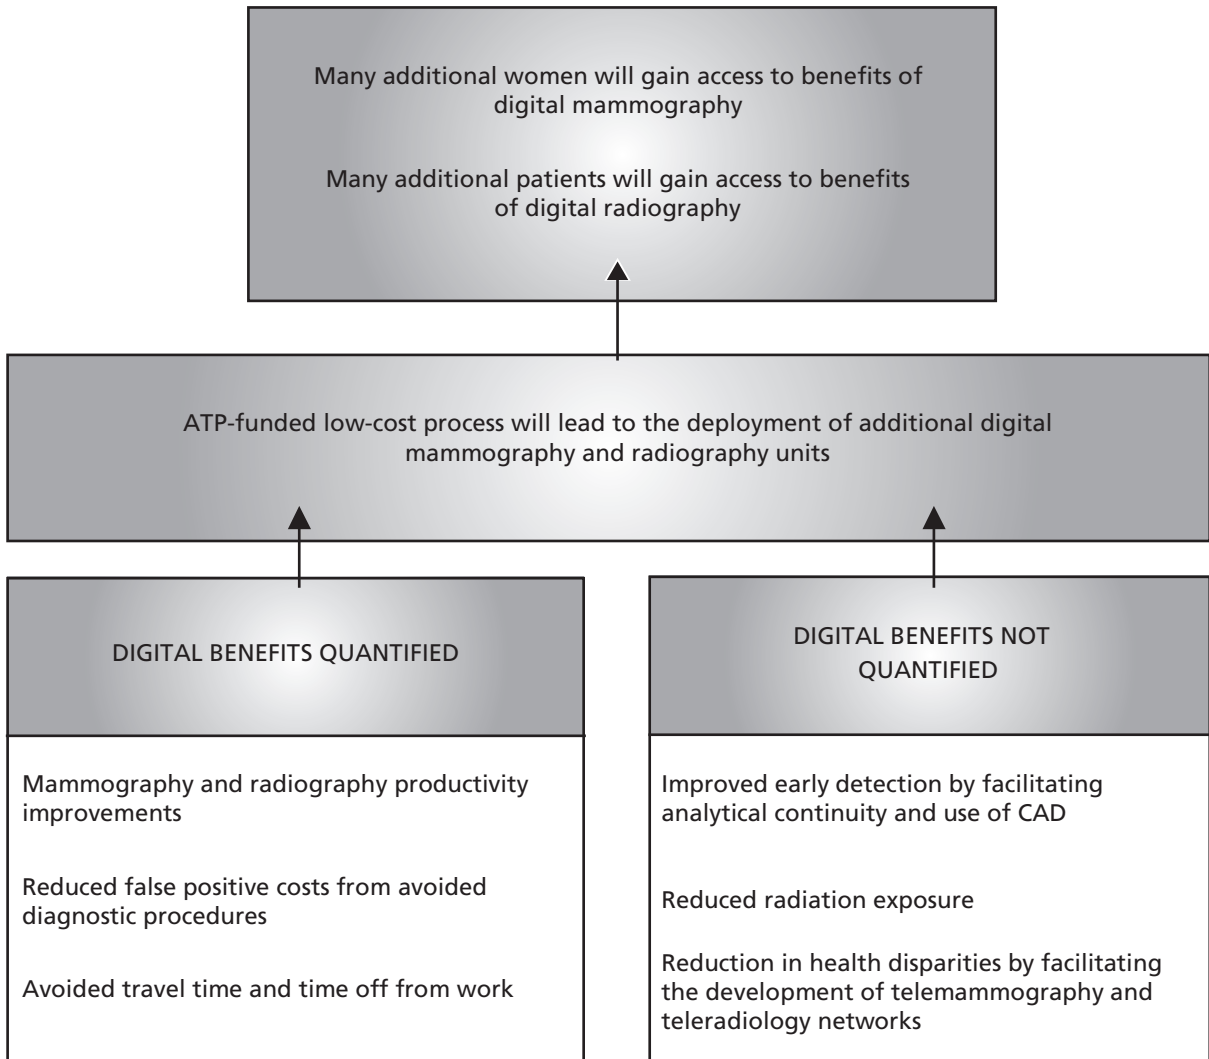 Many additional women will gain access to benefits of
digital mammography
Many additional patients will gain access to benefits
of digital radiography
ATP-funded low-cost process will lead to the deployment of additional digital
mammography and radiography units
DIGITAL BENEFITS QUANTIFIED
Mammography and radiography productivity
improvements
Reduced false positive costs from avoided
diagnostic procedures
Avoided travel time and time off from work
DIGITAL BENEFITS NOT
QUANTIFIED
Improved early detection by facilitating
analytical continuity and use of CAD
Reduced radiation exposure
Reduction in health disparities by facilitating
the development of telemammography and
teleradiology networks